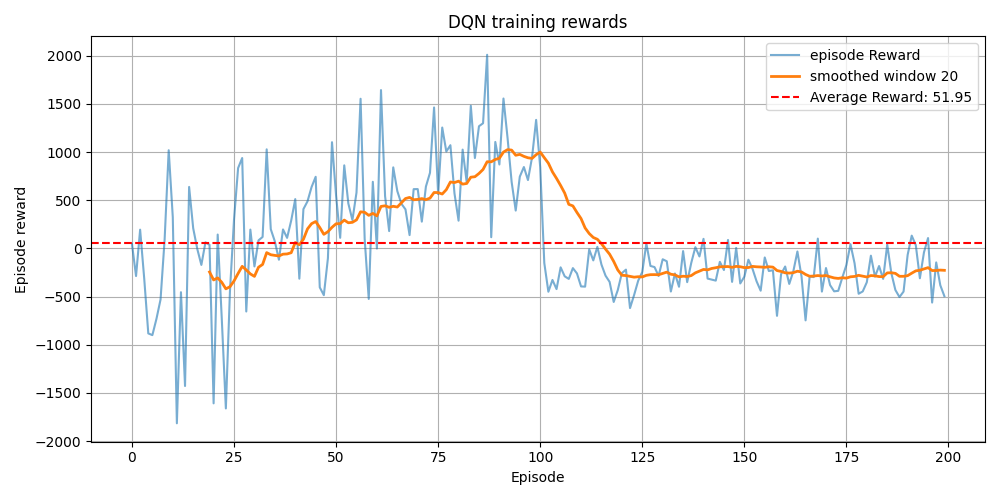 DQN training rewards
episode Reward
smoothed window 20
Average Reward: 51.95
Episode reward
2000
1500
1000
500
0
−500
−1000
−1500
−2000
0 25 50 75 100 125 150 175 200
Episode